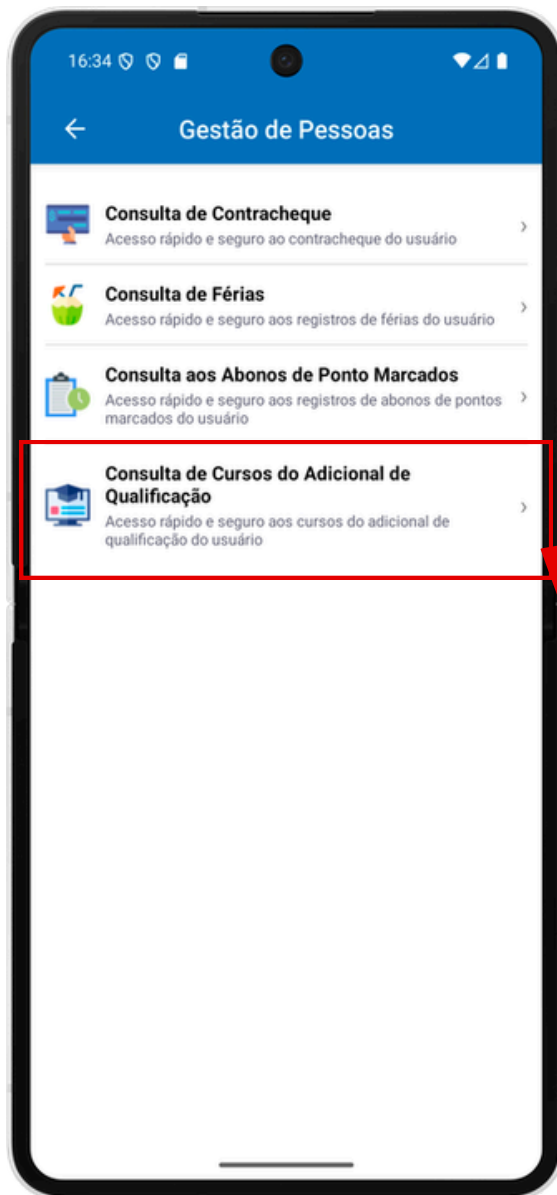 16:34
Gestão de Pessoas
Consulta de Contracheque
Acesso rápido e seguro ao contracheque do usuário
Consulta de Férias
Acesso rápido e seguro aos registros de férias do usuário
Consulta aos Abonos de Ponto Marcados
Acesso rápido e seguro aos registros de abonos de pontos
marcados do usuário
Consulta de Cursos do Adicional de
Qualificação
Acesso rápido e seguro aos cursos do adicional de
qualificação do usuário